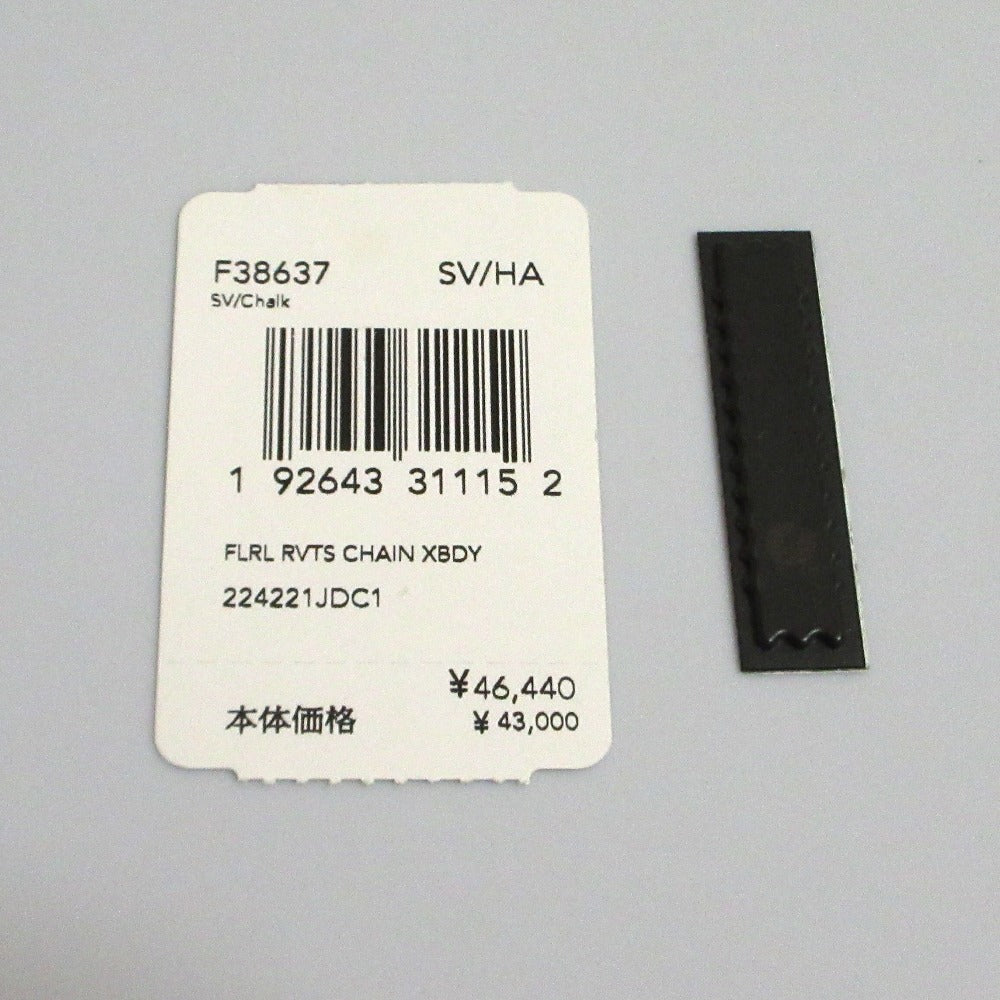 F38637 SV/HA
SV/Chalk
1 92643 31115 2
FLRL RVTS CHAIN XBDY
224221JDC1
¥46,440
本体価格 ¥ 43,000